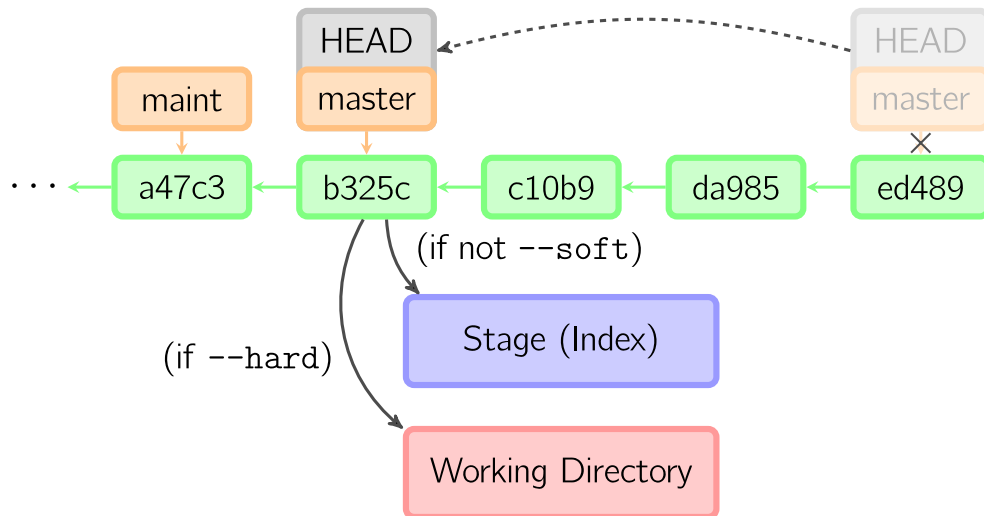 HEAD
HEAD
maint
master
master
··· a47c3 b325c c10b9 da985 ed489
(if not --soft)
Stage (Index)
(if --hard)
Working Directory